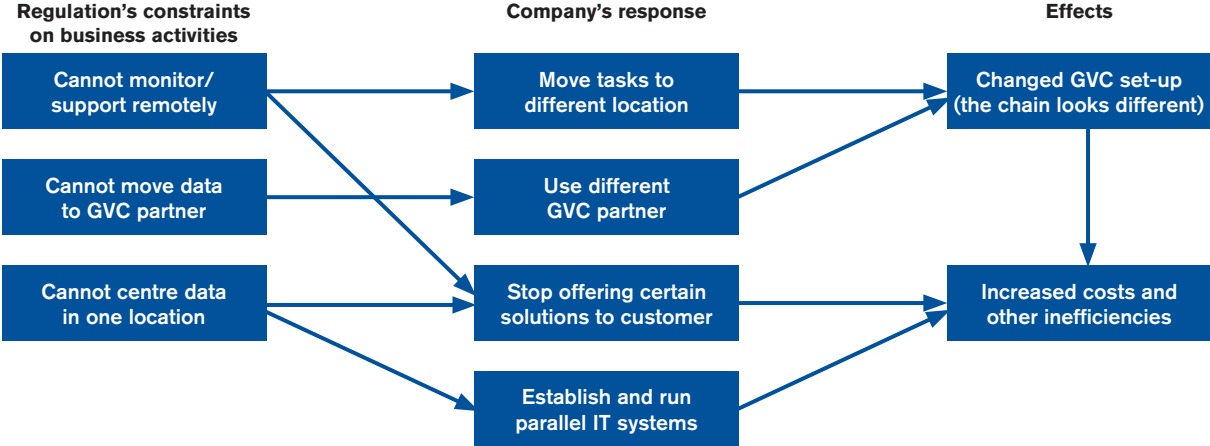 Regulation’s constraints
on business activities
Company’s response
Effects
Cannot monitor/
support remotely
Move tasks to
different location
Changed GVC set-up
(the chain looks different)
Cannot move data
to GVC partner
Use different
GVC partner
Cannot centre data
in one location
Stop offering certain
solutions to customer
Increased costs and
other inefficiencies
Establish and run
parallel IT systems